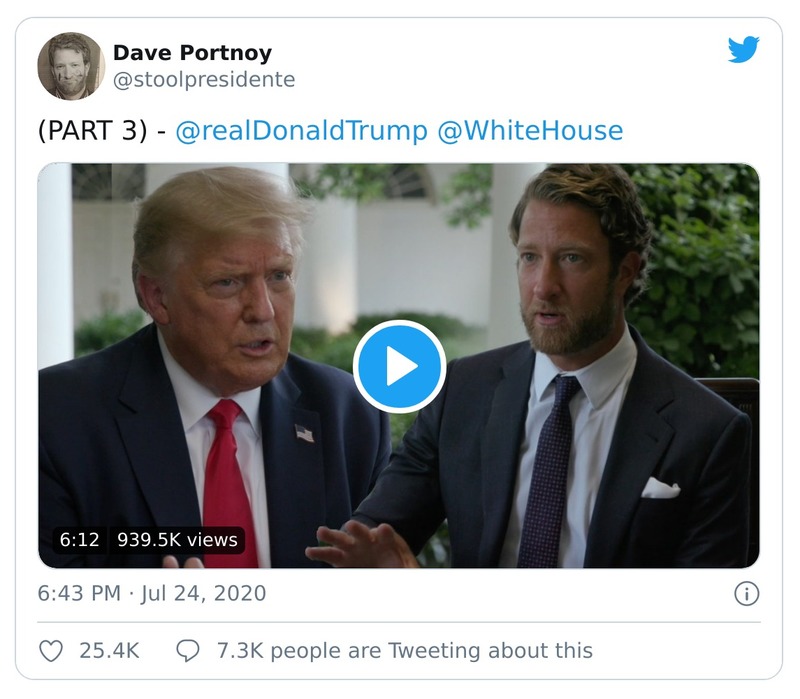 Dave Portnoy
@stoolpresidente
(PART 3) - @realDonaldTrump @WhiteHouse
6:12 939.5K views
6:43 PM · Jul 24, 2020
25.4K 7.3K people are Tweeting about this